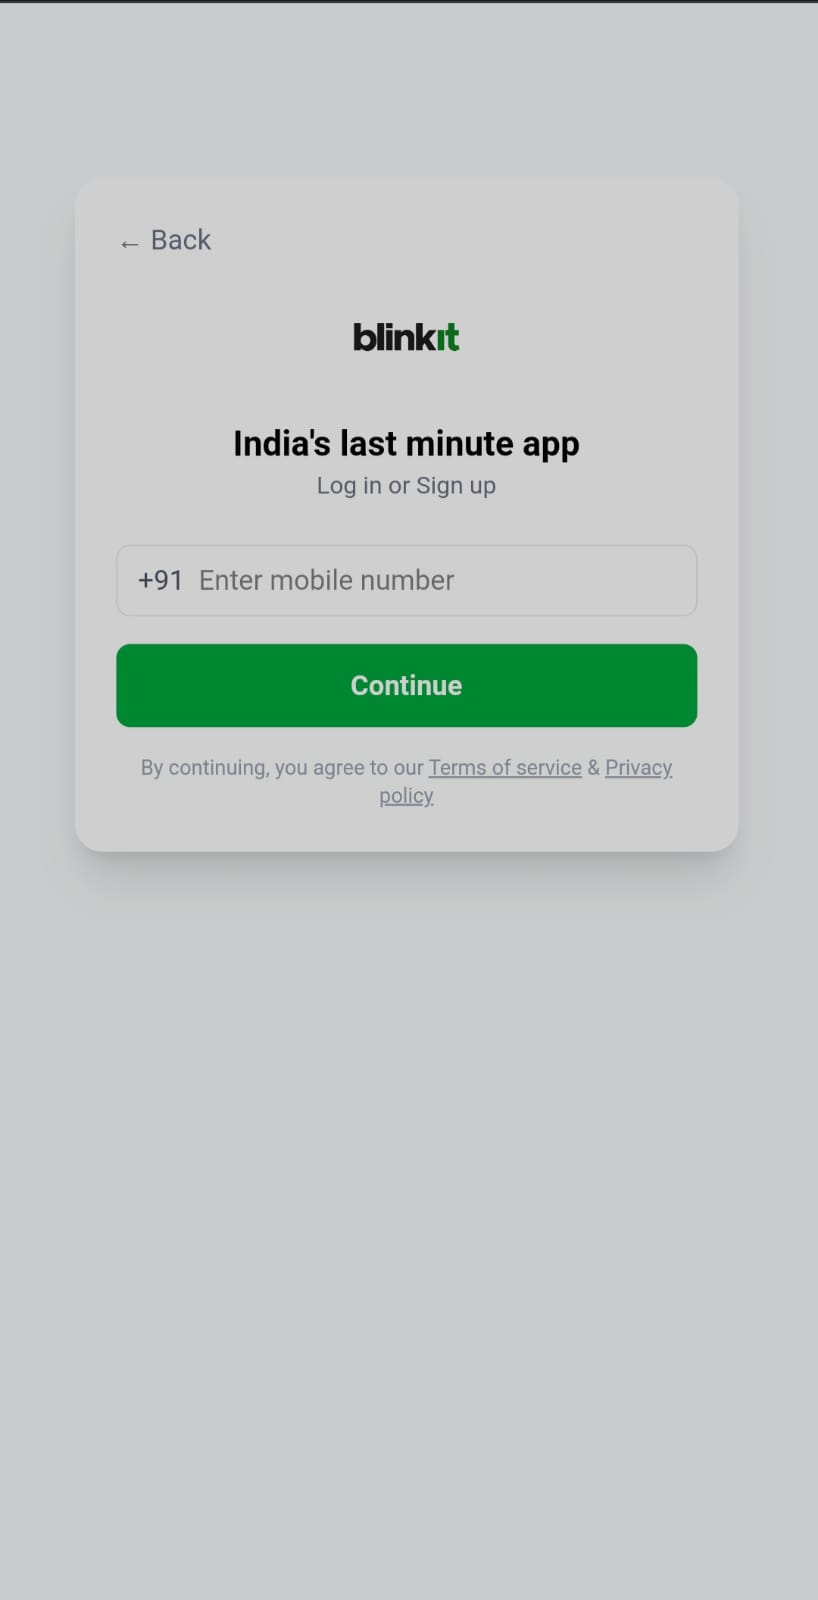 ← Back
blinkit
India's last minute app
Log in or Sign up
+91 Enter mobile number
Continue
By continuing, you agree to our Terms of service & Privacy
policy